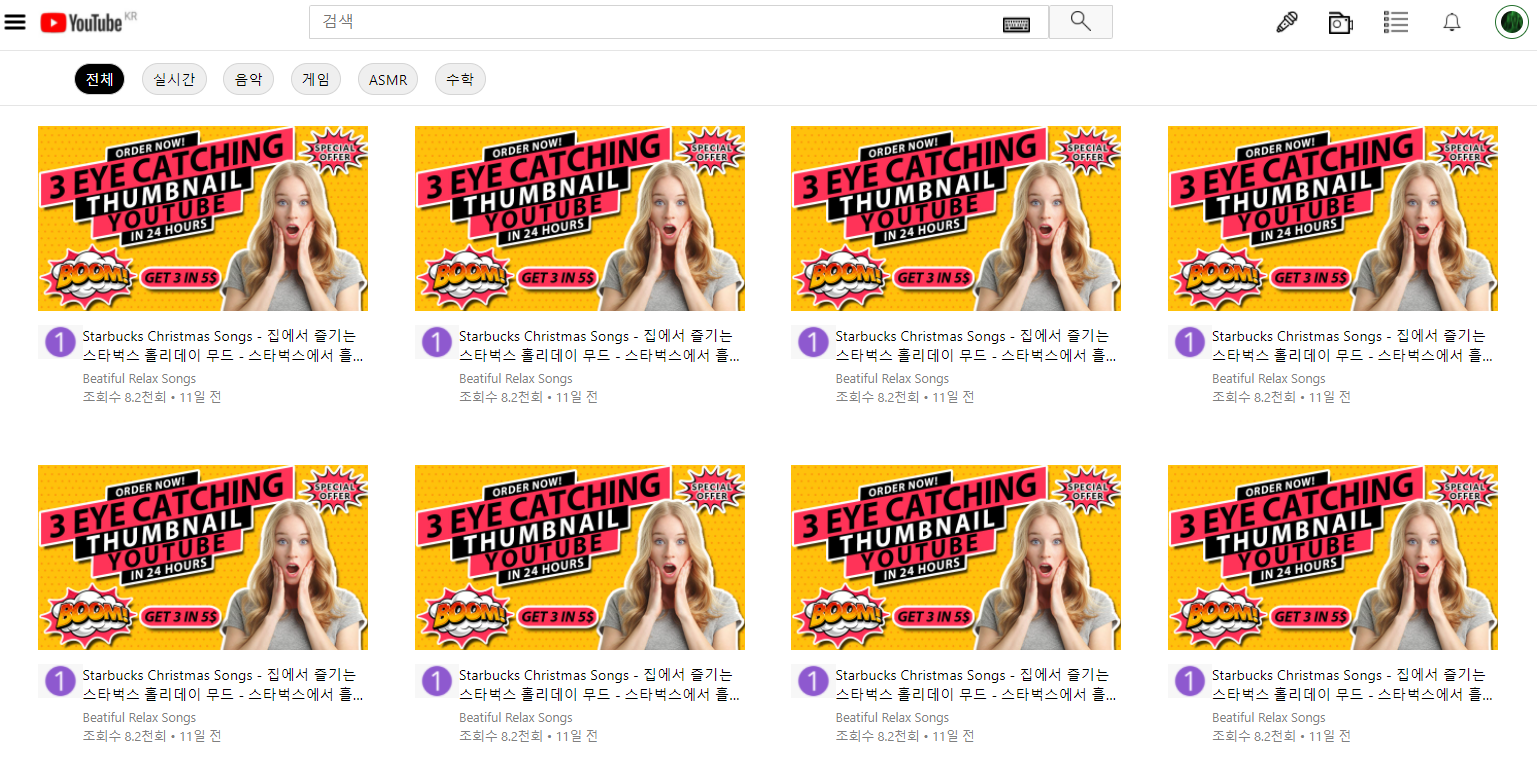 YouTube KR
검색
전체 실시간 음악 게임 ASMR 수학
ORDER NOW!
SPECIAL OFFER
3 EYE CATCHING
THUMBNAIL
YOUTUBE
IN 24 HOURS
BOOM!
GET 3 IN 5$
ORDER NOW!
SPECIAL OFFER
3 EYE CATCHING
THUMBNAIL
YOUTUBE
IN 24 HOURS
BOOM!
GET 3 IN 5$
ORDER NOW!
SPECIAL OFFER
3 EYE CATCHING
THUMBNAIL
YOUTUBE
IN 24 HOURS
BOOM!
GET 3 IN 5$
ORDER NOW!
SPECIAL OFFER
3 EYE CATCHING
THUMBNAIL
YOUTUBE
IN 24 HOURS
BOOM!
GET 3 IN 5$
1
Starbucks Christmas Songs - 집에서 즐기는
스타벅스 홀리데이 무드 - 스타벅스에서 흘...
Beatiful Relax Songs
조회수 8.2천회 • 11일 전
1
Starbucks Christmas Songs - 집에서 즐기는
스타벅스 홀리데이 무드 - 스타벅스에서 흘...
Beatiful Relax Songs
조회수 8.2천회 • 11일 전
1
Starbucks Christmas Songs - 집에서 즐기는
스타벅스 홀리데이 무드 - 스타벅스에서 흘...
Beatiful Relax Songs
조회수 8.2천회 • 11일 전
1
Starbucks Christmas Songs - 집에서 즐기는
스타벅스 홀리데이 무드 - 스타벅스에서 흘...
Beatiful Relax Songs
조회수 8.2천회 • 11일 전
ORDER NOW!
SPECIAL OFFER
3 EYE CATCHING
THUMBNAIL
YOUTUBE
IN 24 HOURS
BOOM!
GET 3 IN 5$
ORDER NOW!
SPECIAL OFFER
3 EYE CATCHING
THUMBNAIL
YOUTUBE
IN 24 HOURS
BOOM!
GET 3 IN 5$
ORDER NOW!
SPECIAL OFFER
3 EYE CATCHING
THUMBNAIL
YOUTUBE
IN 24 HOURS
BOOM!
GET 3 IN 5$
ORDER NOW!
SPECIAL OFFER
3 EYE CATCHING
THUMBNAIL
YOUTUBE
IN 24 HOURS
BOOM!
GET 3 IN 5$
1
Starbucks Christmas Songs - 집에서 즐기는
스타벅스 홀리데이 무드 - 스타벅스에서 흘...
Beatiful Relax Songs
조회수 8.2천회 • 11일 전
1
Starbucks Christmas Songs - 집에서 즐기는
스타벅스 홀리데이 무드 - 스타벅스에서 흘...
Beatiful Relax Songs
조회수 8.2천회 • 11일 전
1
Starbucks Christmas Songs - 집에서 즐기는
스타벅스 홀리데이 무드 - 스타벅스에서 흘...
Beatiful Relax Songs
조회수 8.2천회 • 11일 전
1
Starbucks Christmas Songs - 집에서 즐기는
스타벅스 홀리데이 무드 - 스타벅스에서 흘...
Beatiful Relax Songs
조회수 8.2천회 • 11일 전